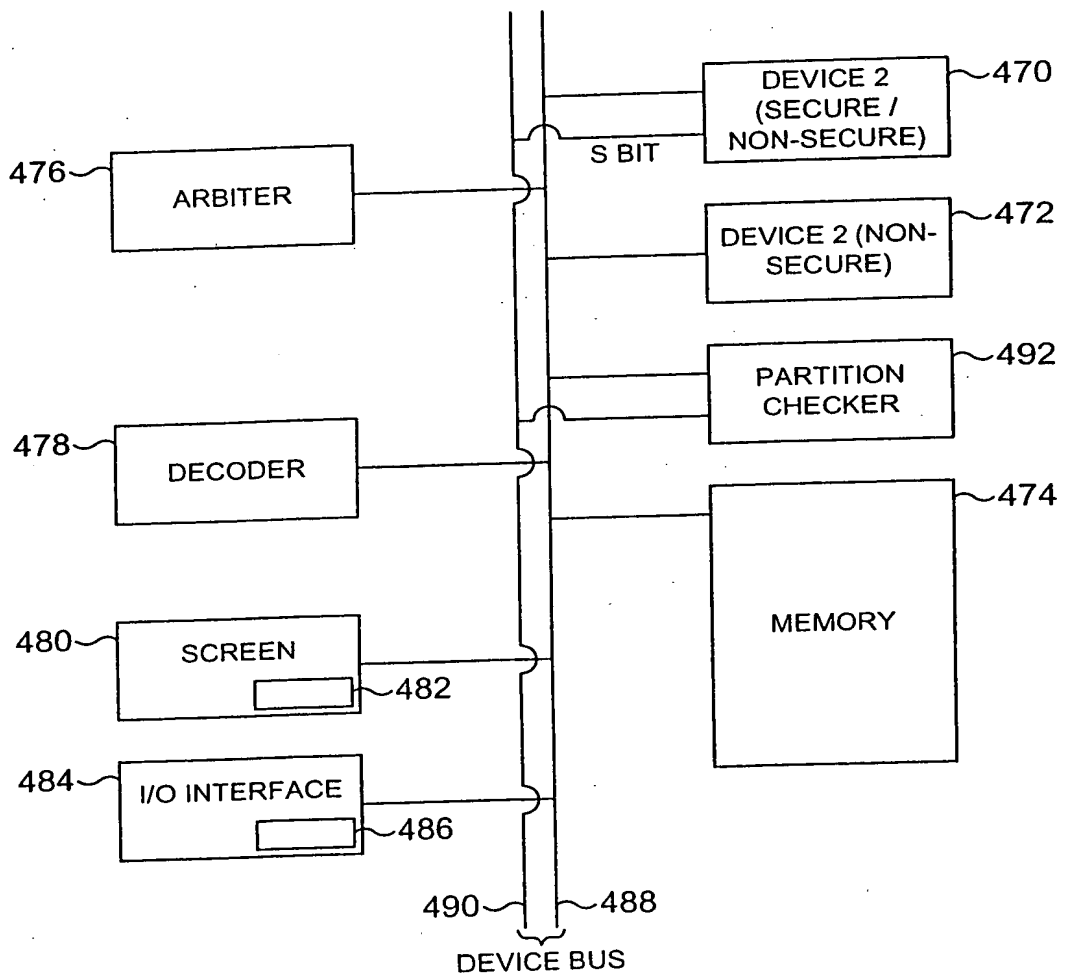 476
ARBITER
478
DECODER
480
SCREEN
482
484
I/O INTERFACE
486
S BIT
DEVICE 2
(SECURE /
NON-SECURE)
470
DEVICE 2 (NON-
SECURE)
472
PARTITION
CHECKER
492
MEMORY
474
490
488
DEVICE BUS